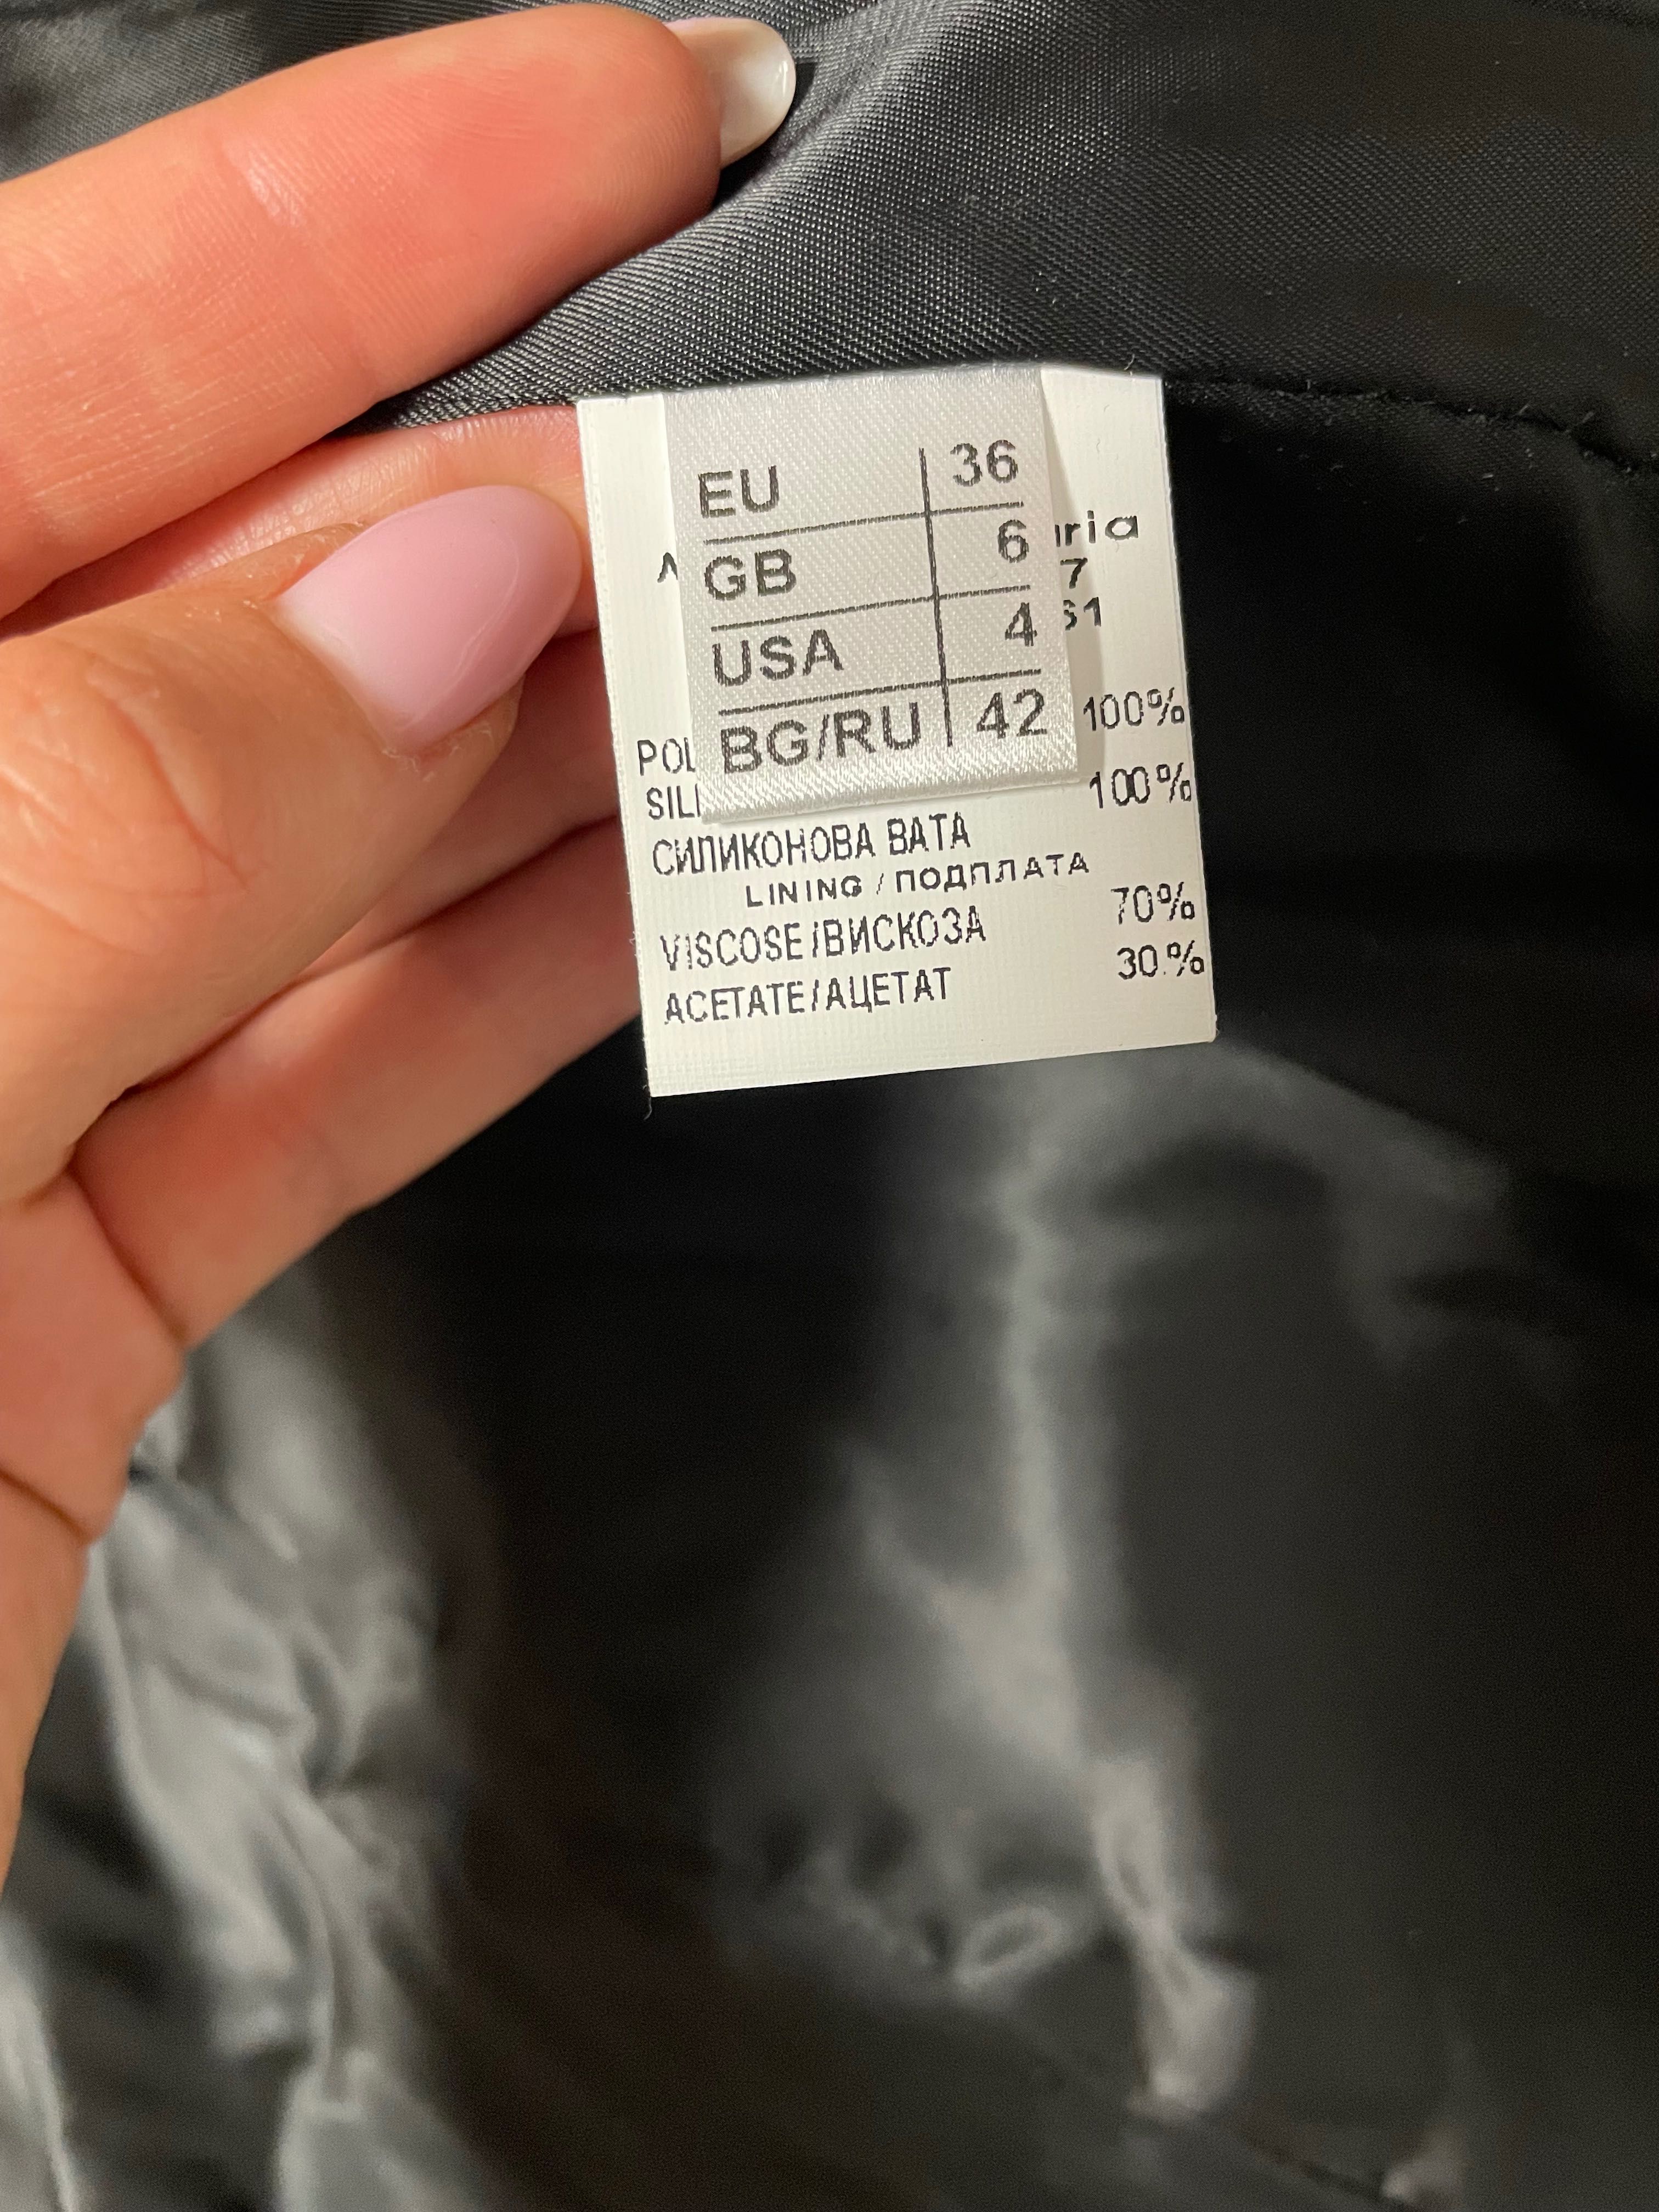 EU 36
GB 6
USA 4
BG/RU 42
100%
100%
СИЛИКОНОВА ВАТА
LINING / ПОДПЛАТА
VISCOSE/ВИСКОЗА 70%
ACETATE/АЦЕТАТ 30%